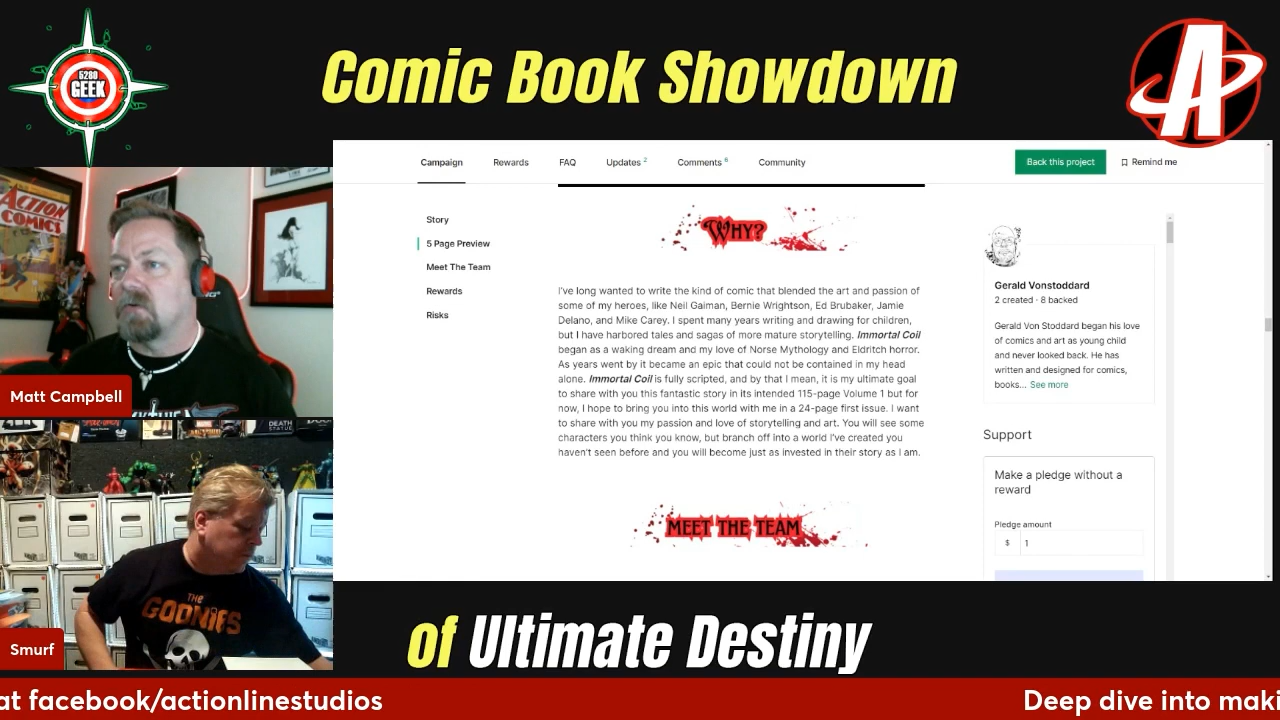 5280
GEEK
Comic Book Showdown
A
Campaign
Rewards
FAQ
Updates 2
Comments 6
Community
Back this project
Remind me
Story
5 Page Preview
Meet The Team
Rewards
Risks
WHY?
I've long wanted to write the kind of comic that blended the art and passion of
some of my heroes, like Neil Gaiman, Bernie Wrightson, Ed Brubaker, Jamie
Delano, and Mike Carey. I spent many years writing and drawing for children,
but I have harbored tales and sagas of more mature storytelling. Immortal Coil
began as a waking dream and my love of Norse Mythology and Eldritch horror.
As years went by it became an epic that could not be contained in my head
alone. Immortal Coil is fully scripted, and by that I mean, it is my ultimate goal
to share with you this fantastic story in its intended 115-page Volume 1 but for
now, I hope to bring you into this world with me in a 24-page first issue. I want
to share with you my passion and love of storytelling and art. You will see some
characters you think you know, but branch off into a world I've created you
haven't seen before and you will become just as invested in their story as I am.
MEET THE TEAM
Gerald Vonstoddard
2 created · 8 backed
Gerald Von Stoddard began his love
of comics and art as young child
and never looked back. He has
written and designed for comics,
books... See more
Support
Make a pledge without a
reward
Pledge amount
$ 1
ACTION
COMICS
Matt Campbell
DEATH
STATUE
THE
GOONIES
Smurf
of Ultimate Destiny
at facebook/actionlinestudios
Deep dive into maki